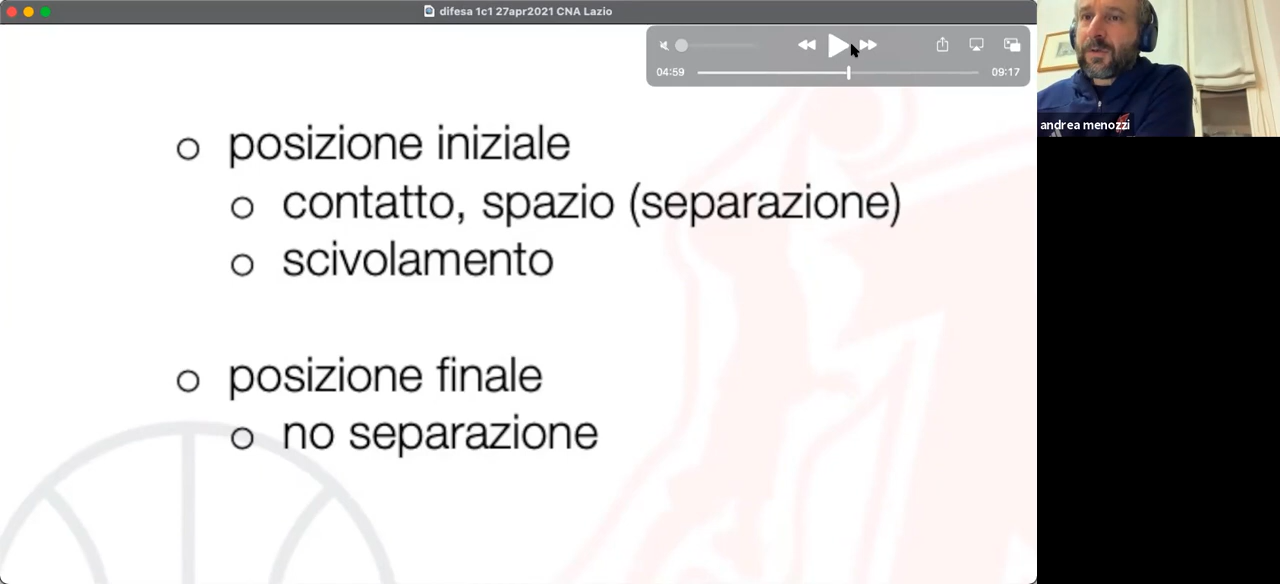 difesa 1c1 27apr2021 CNA Lazio
04:59
09:17
andrea menozzi
posizione iniziale
contatto, spazio (separazione)
scivolamento
posizione finale
no separazione